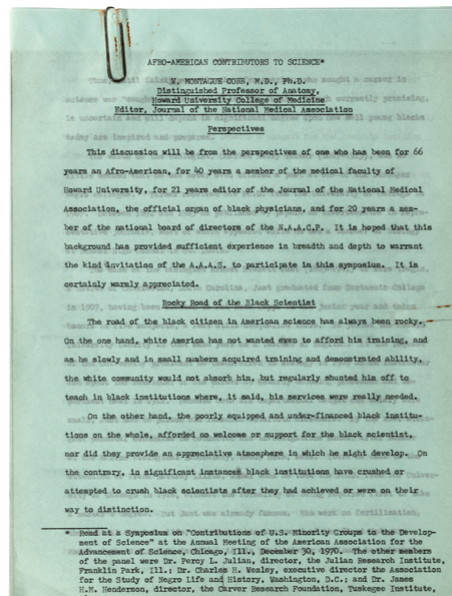 AFRO-AMERICAN CONTRIBUTORS TO SCIENCE*
W. MONTAGUE COBB, M.D., Ph.D.
Distinguished Professor of Anatomy,
Howard University College of Medicine
Editor, Journal of the National Medical Association
Perspectives
This discussion will be from the perspectives of one who has been for 66
years an Afro-American, for 40 years a member of the medical faculty of
Howard University, for 21 years editor of the Journal of the National Medical
Association, the official organ of black physicians, and for 20 years a mem-
ber of the national board of directors of the N.A.A.C.P. It is hoped that this
background has provided sufficient experience in breadth and depth to warrant
the kind invitation of the A.A.A.S. to participate in this symposium. It is
certainly warmly appreciated.
Rocky Road of the Black Scientist
The road of the black citizen in American science has always been rocky.
On the one hand, white America has not wanted even to afford his training, and
as he slowly and in small numbers acquired training and demonstrated ability,
the white community would not absorb him, but regularly shunted him off to
teach in black institutions where, it said, his services were really needed.
On the other hand, the poorly equipped and under-financed black institu-
tions on the whole, afforded no welcome or support for the black scientist,
nor did they provide an appreciative atmosphere in which he might develop. On
the contrary, in significant instances black institutions have crushed or
attempted to crush black scientists after they had achieved or were on their
way to distinction.
* Read at a Symposium on "Contributions of U.S. Minority Groups to the Develop-
ment of Science" at the Annual Meeting of the American Association for the
Advancement of Science, Chicago, Ill., December 30, 1970. The other members
of the panel were Dr. Percy L. Julian, director, the Julian Research Institute,
Franklin Park, Ill.; Dr. Charles H. Wesley, executive director the Association
for the Study of Negro Life and History, Washington, D.C.; and Dr. James
H.M. Henderson, director, the Carver Research Foundation, Tuskegee Institute,